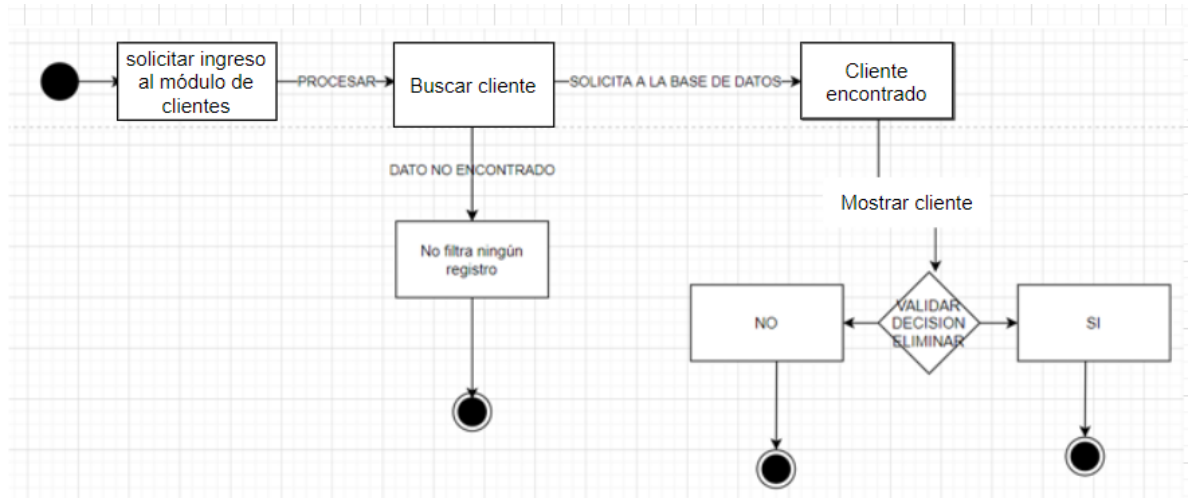 solicitar ingreso
al módulo de
clientes
PROCESAR
Buscar cliente
SOLICITA A LA BASE DE DATOS
Cliente
encontrado
DATO NO ENCONTRADO
Mostrar cliente
No filtra ningún
registro
NO
VALIDAR
DECISION
ELIMINAR
SI